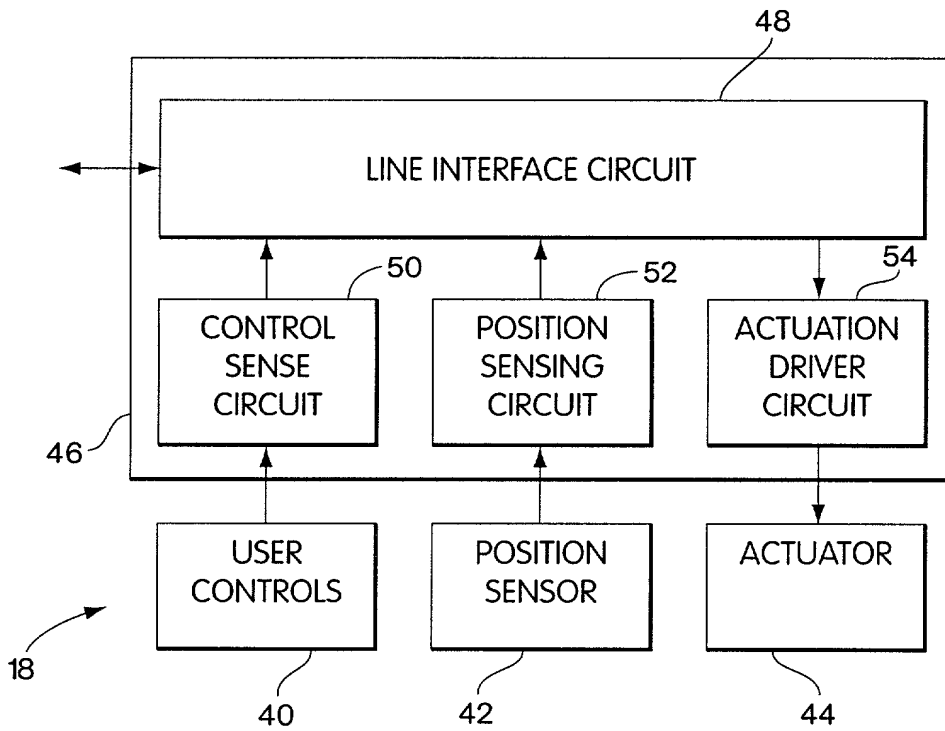 48
LINE INTERFACE CIRCUIT
50
52
54
CONTROL
SENSE
CIRCUIT
POSITION
SENSING
CIRCUIT
ACTUATION
DRIVER
CIRCUIT
46
USER
CONTROLS
POSITION
SENSOR
ACTUATOR
18
40
42
44